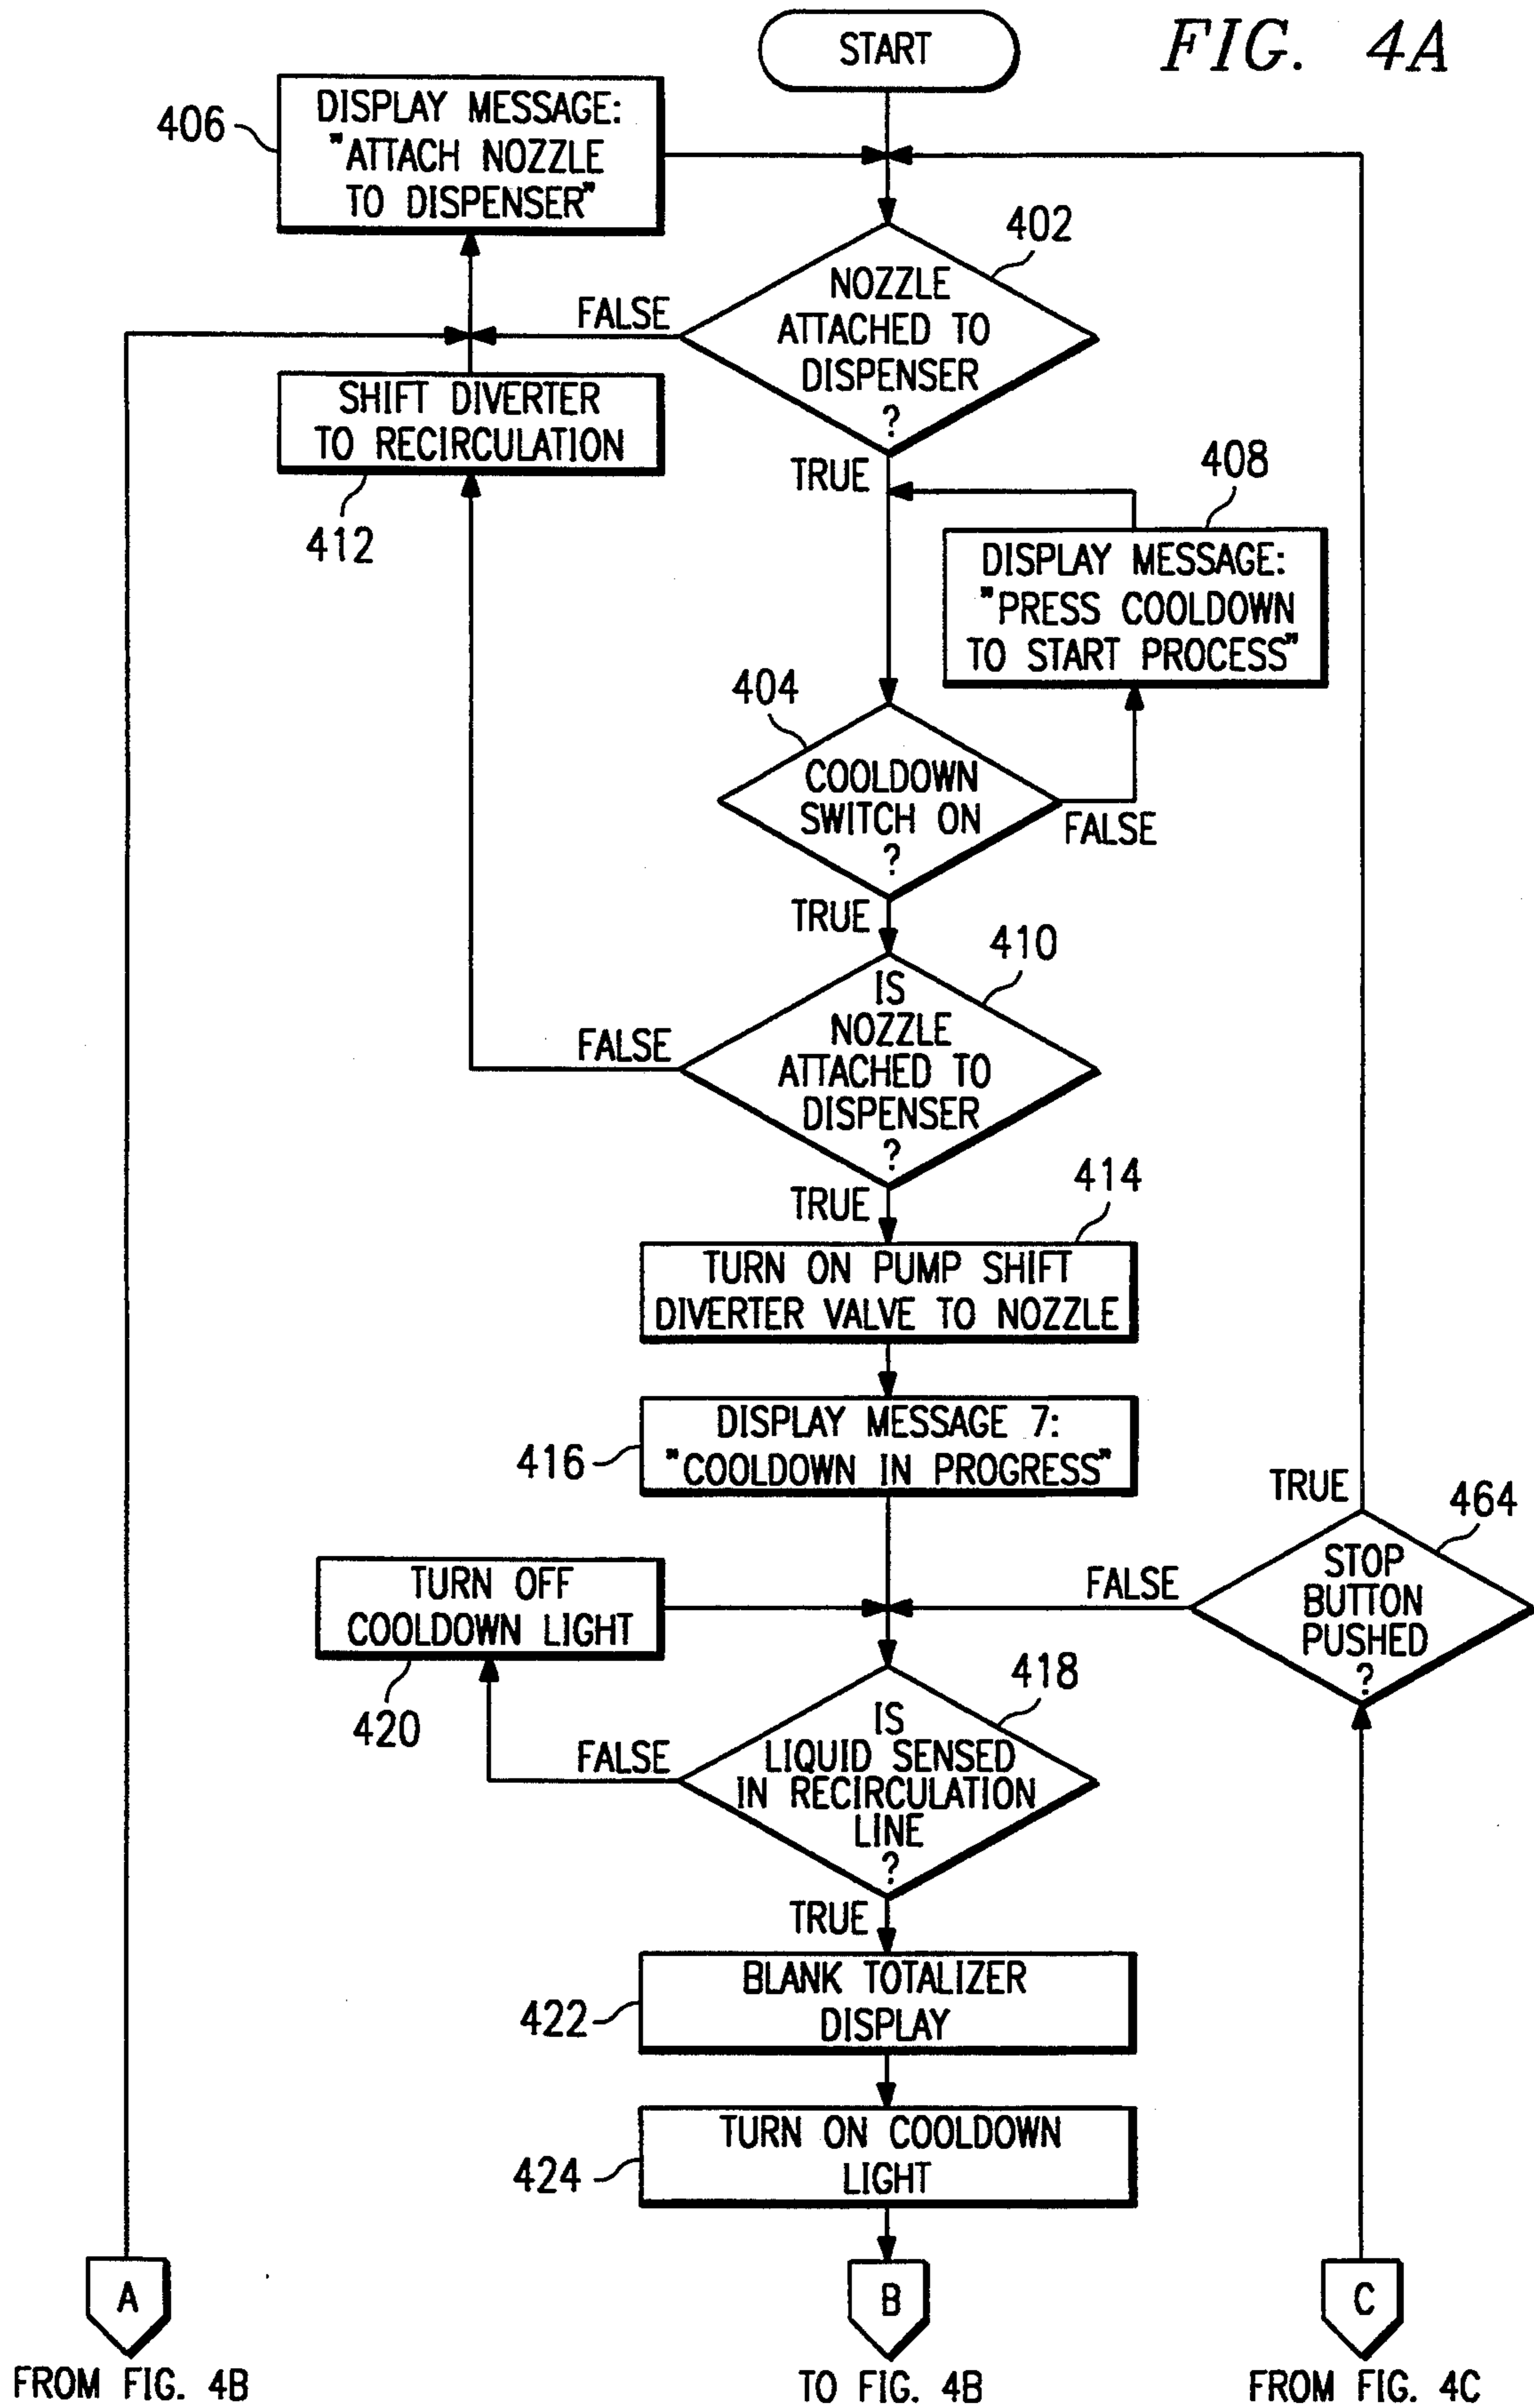 FIG. 4A
START
406
DISPLAY MESSAGE:
"ATTACH NOZZLE
TO DISPENSER"
402
NOZZLE
ATTACHED TO
DISPENSER
?
FALSE
TRUE
SHIFT DIVERTER
TO RECIRCULATION
412
408
DISPLAY MESSAGE:
"PRESS COOLDOWN
TO START PROCESS"
404
COOLDOWN
SWITCH ON
?
FALSE
TRUE
410
IS
NOZZLE
ATTACHED TO
DISPENSER
?
FALSE
TRUE
414
TURN ON PUMP SHIFT
DIVERTER VALVE TO NOZZLE
416
DISPLAY MESSAGE 7:
"COOLDOWN IN PROGRESS"
TRUE
464
STOP
BUTTON
PUSHED
?
FALSE
TURN OFF
COOLDOWN LIGHT
420
418
IS
LIQUID SENSED
IN RECIRCULATION
LINE
?
FALSE
TRUE
422
BLANK TOTALIZER
DISPLAY
424
TURN ON COOLDOWN
LIGHT
A
FROM FIG. 4B
B
TO FIG. 4B
C
FROM FIG. 4C